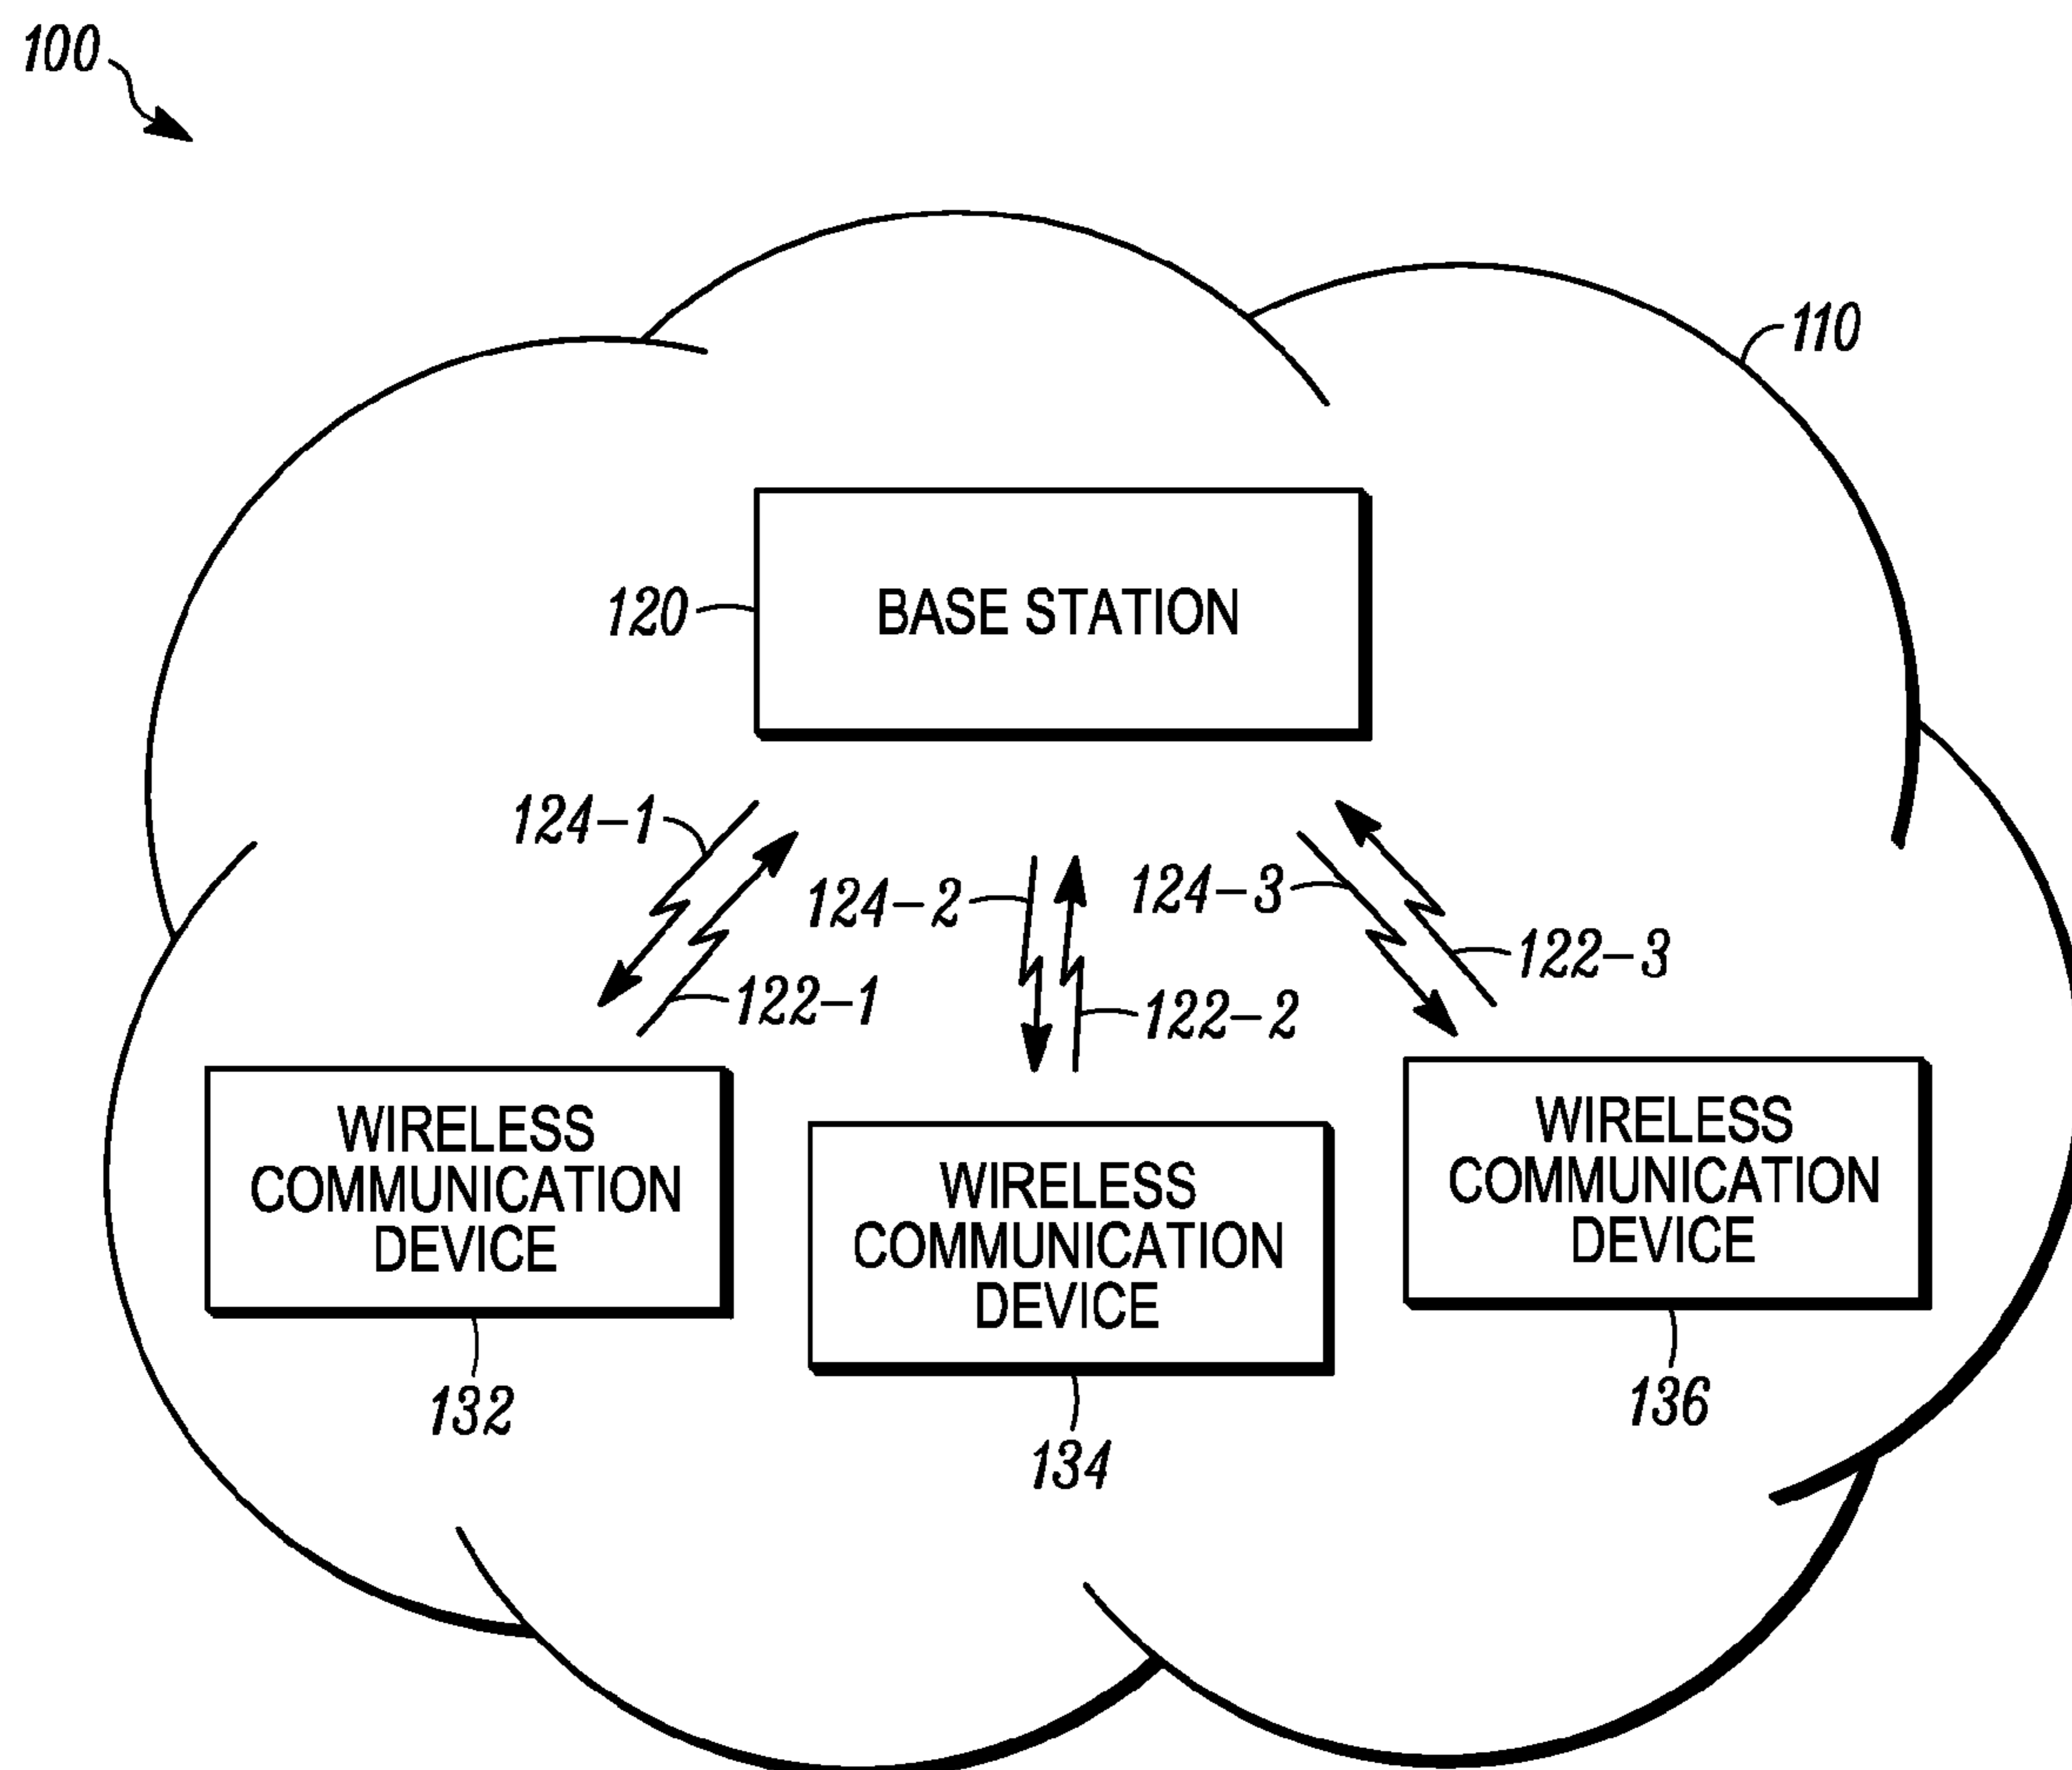 100
110
120
BASE STATION
124-1
124-2
124-3
122-3
122-1
122-2
WIRELESS
COMMUNICATION
DEVICE
WIRELESS
COMMUNICATION
DEVICE
WIRELESS
COMMUNICATION
DEVICE
132
134
136